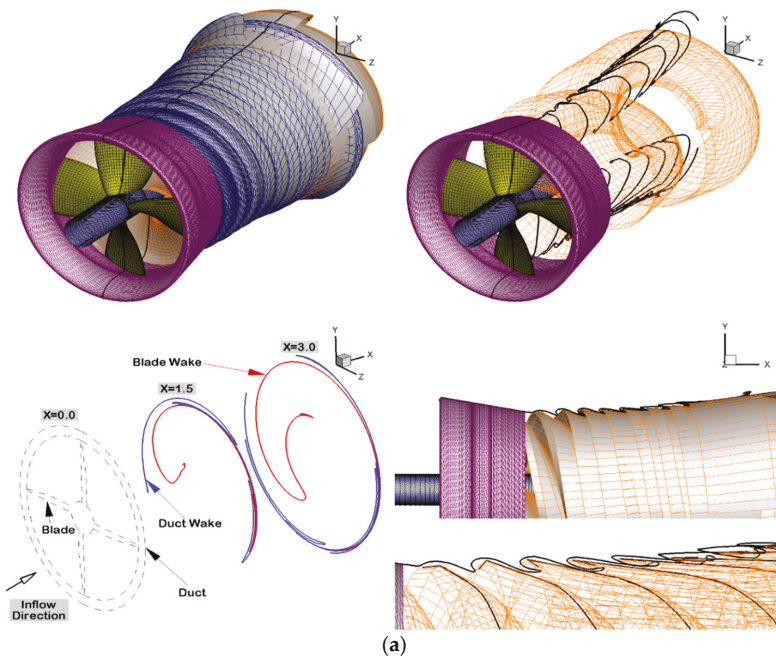 Y
X
Z
Y
X
Z
Y
X
Z
X=3.0
Blade Wake
X=1.5
X=0.0
Duct Wake
Blade
Duct
Inflow
Direction
Y
Z
X
(a)